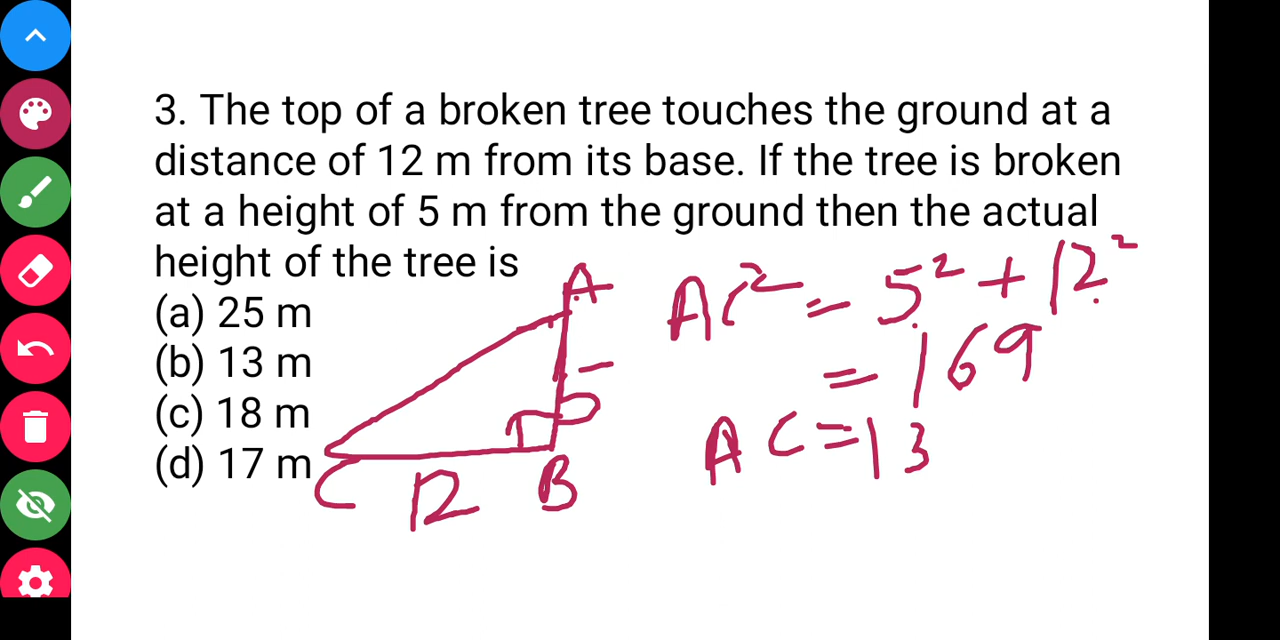 3. The top of a broken tree touches the ground at a
distance of 12 m from its base. If the tree is broken
at a height of 5 m from the ground then the actual
height of the tree is
(a) 25 m
(b) 13 m
(c) 18 m
(d) 17 m
A
5
C 12 B
AC² = 5² + 12²
= 169
AC = 13